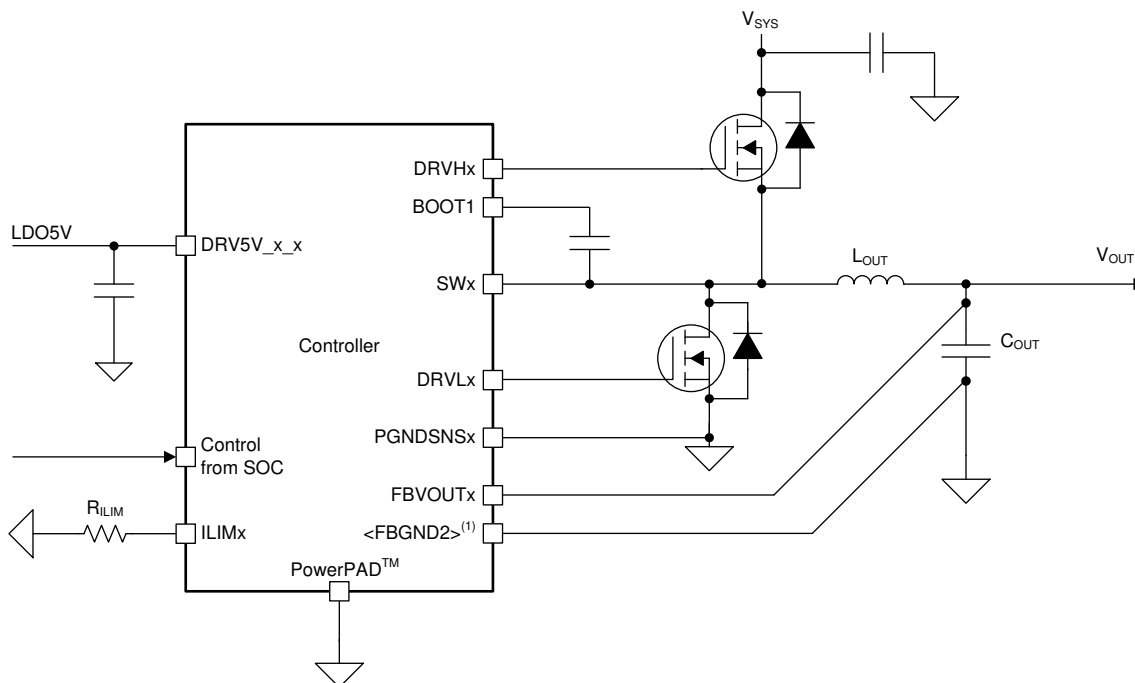 V_SYS
DRVHx
BOOT1
LDO5V
DRV5V_x_x
SWx
L_OUT
V_OUT
Controller
C_OUT
DRVLx
PGNDSNSx
Control
from SOC
FBVOUTx
R_ILIM
ILIMx
<FBGND2>(1)
PowerPAD™